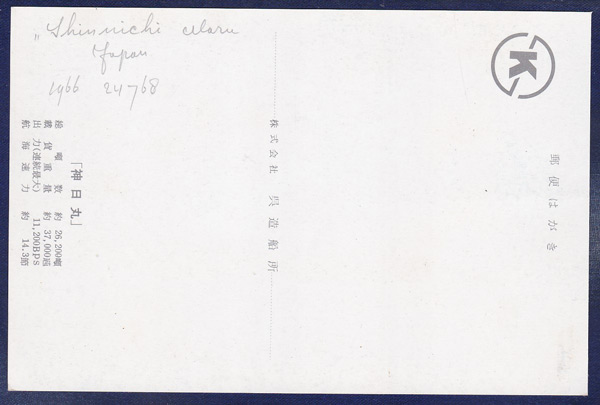 „ Shinnichi Maru
Japan
1966 24768
K
郵便はがき
株式会社 呉造船所
「神日丸」
総噸数 約 26,200噸
載貨重量 約 37,000瓲
出力(連続最大) 11,200Bps
航海速力 約 14.3節